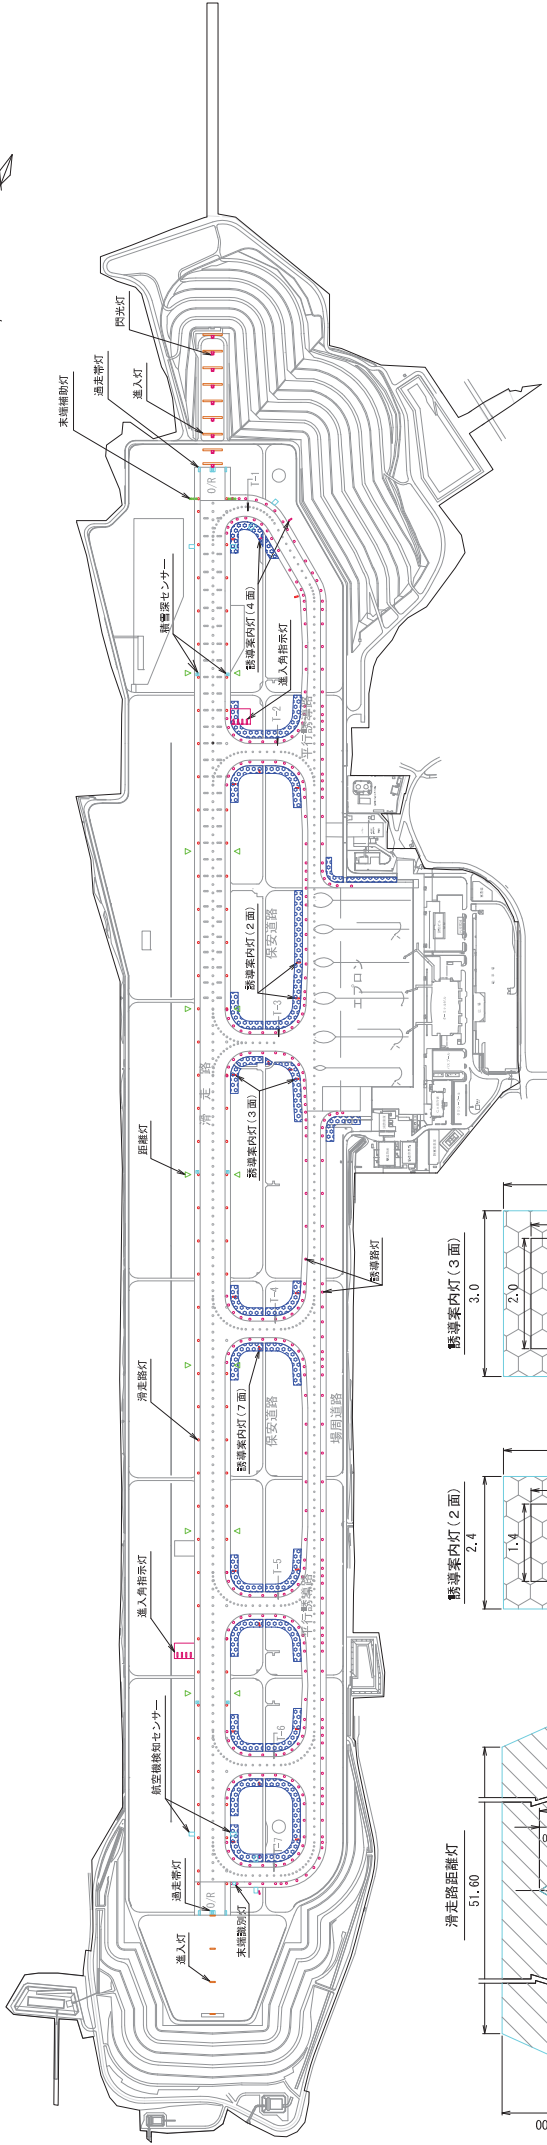 閃光灯
過走帯灯
末端補助灯
進入灯
O/R
T-1
積雪深センサー
誘導案内灯(4面)
進入角指示灯
T-2
平行誘導路
誘導案内灯(2面)
保安道路
エプロン
T-3
滑走路
距離灯
誘導案内灯(3面)
誘導路灯
T-4
滑走路灯
誘導案内灯(7面)
保安道路
場周道路
T-5
平行誘導路
進入角指示灯
航空機検知センサー
T-6
T-7
過走帯灯
O/R
進入灯
末端識別灯
誘導案内灯(3面)
3.0
2.0
誘導案内灯(2面)
2.4
1.4
滑走路距離灯
51.60
00